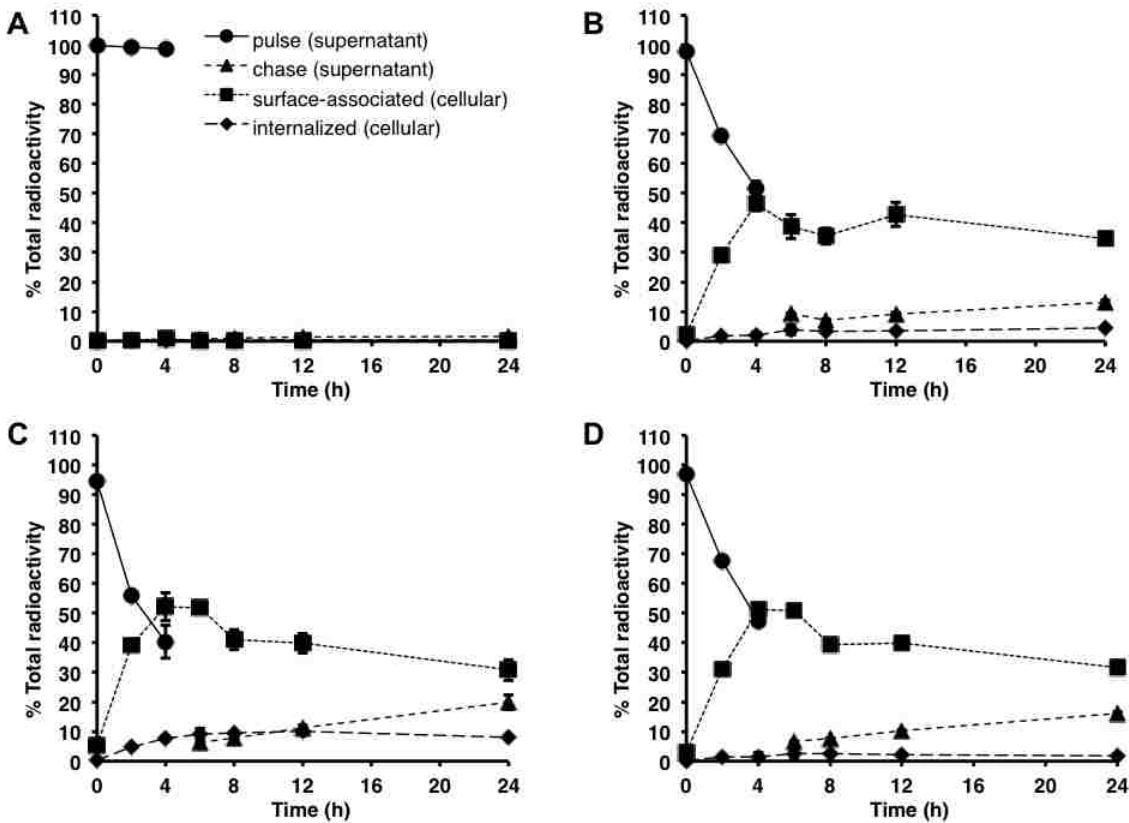 A
110
100
90
80
70
60
50
40
30
20
10
0
% Total radioactivity
0 4 8 12 16 20 24
Time (h)
pulse (supernatant)
chase (supernatant)
surface-associated (cellular)
internalized (cellular)
B
110
100
90
80
70
60
50
40
30
20
10
0
% Total radioactivity
0 4 8 12 16 20 24
Time (h)
C
110
100
90
80
70
60
50
40
30
20
10
0
% Total radioactivity
0 4 8 12 16 20 24
Time (h)
D
110
100
90
80
70
60
50
40
30
20
10
0
% Total radioactivity
0 4 8 12 16 20 24
Time (h)